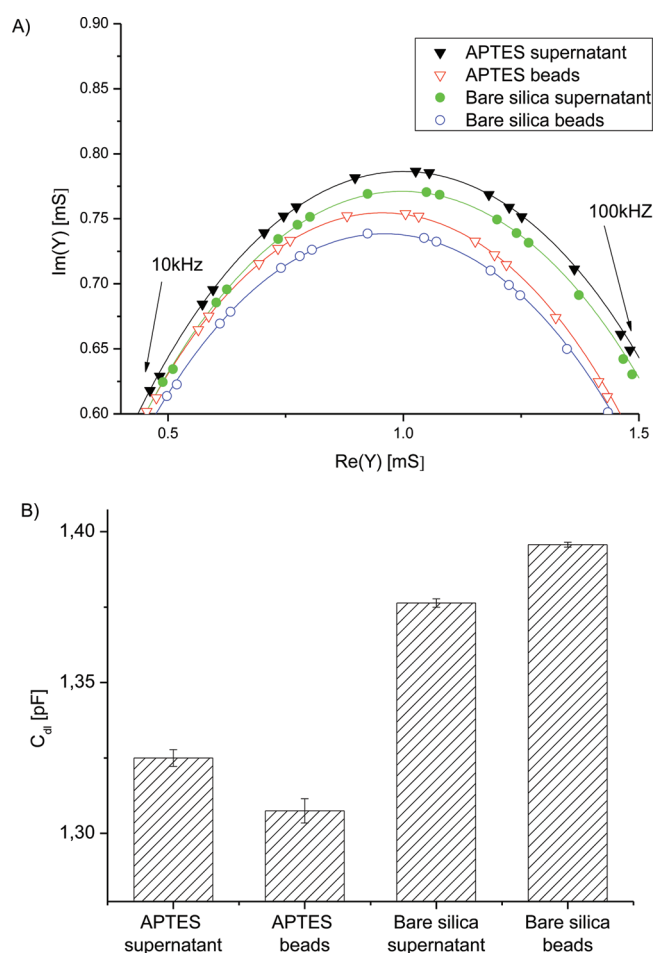 A)
0.90
0.85
0.80
0.75
0.70
0.65
0.60
Im(Y) [mS]
APTES supernatant
APTES beads
Bare silica supernatant
Bare silica beads
10kHz
100kHZ
0.5
1.0
1.5
Re(Y) [mS]
B)
1,40
1,35
1,30
C_dl [pF]
APTES
supernatant
APTES
beads
Bare silica
supernatant
Bare silica
beads